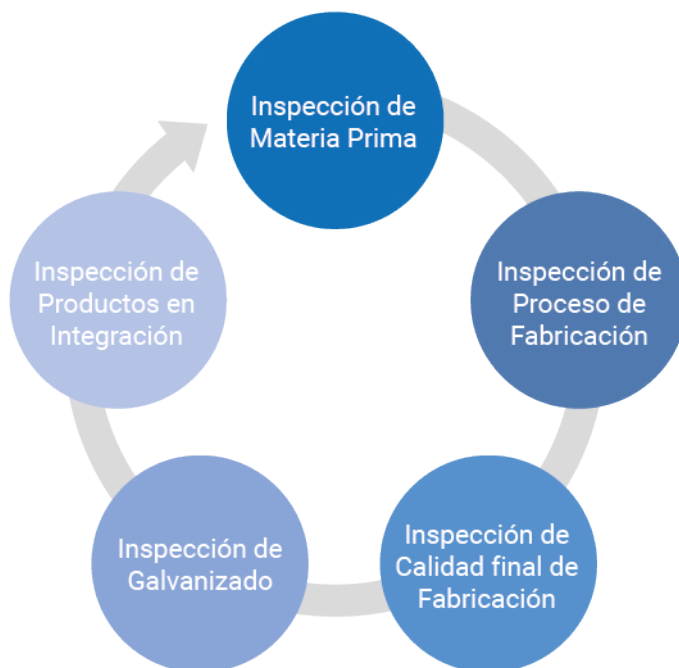 Inspección de
Materia Prima
Inspección de
Proceso de
Fabricación
Inspección de
Calidad final de
Fabricación
Inspección de
Galvanizado
Inspección de
Productos en
Integración